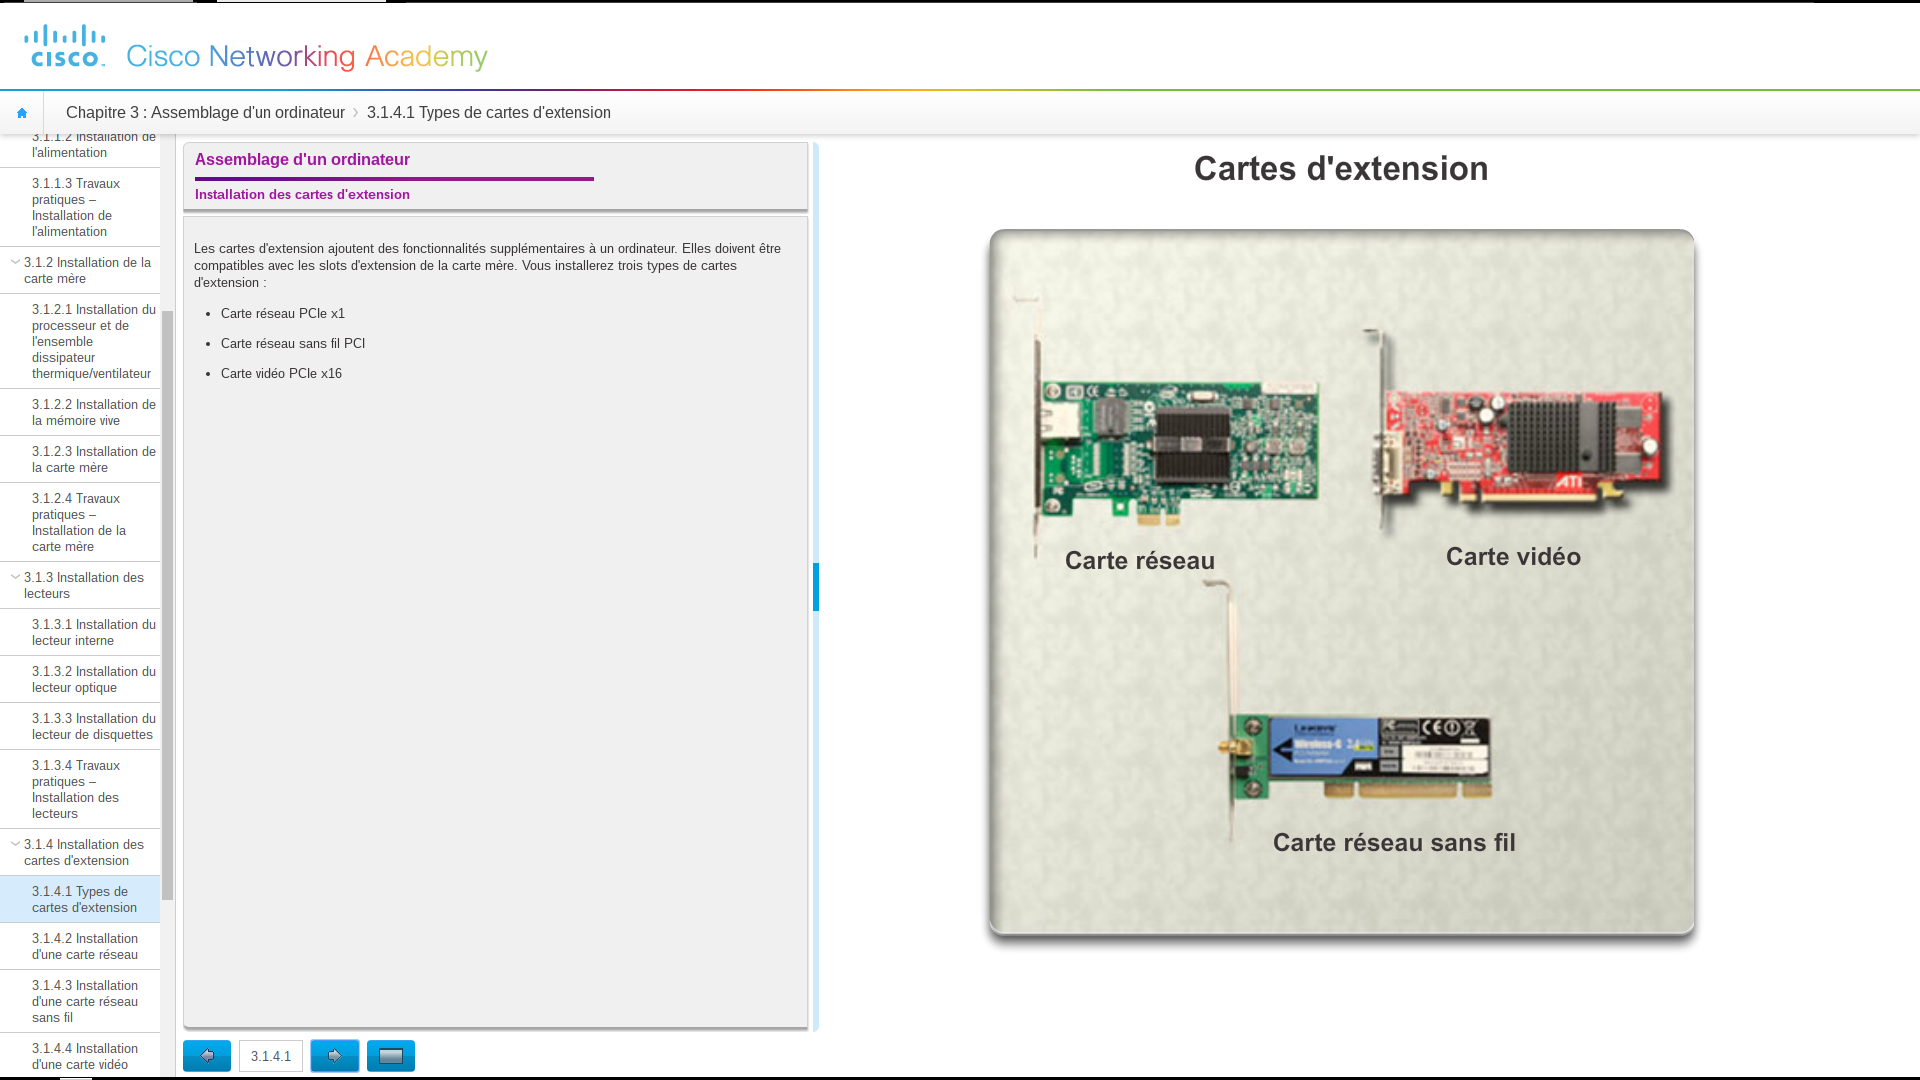 cisco
Cisco Networking Academy
Chapitre 3 : Assemblage d'un ordinateur
3.1.4.1 Types de cartes d'extension
3.1.1.2 Installation de
l'alimentation
3.1.1.3 Travaux
pratiques –
Installation de
l'alimentation
3.1.2 Installation de la
carte mère
3.1.2.1 Installation du
processeur et de
l'ensemble
dissipateur
thermique/ventilateur
3.1.2.2 Installation de
la mémoire vive
3.1.2.3 Installation de
la carte mère
3.1.2.4 Travaux
pratiques –
Installation de la
carte mère
3.1.3 Installation des
lecteurs
3.1.3.1 Installation du
lecteur interne
3.1.3.2 Installation du
lecteur optique
3.1.3.3 Installation du
lecteur de disquettes
3.1.3.4 Travaux
pratiques –
Installation des
lecteurs
3.1.4 Installation des
cartes d'extension
3.1.4.1 Types de
cartes d'extension
3.1.4.2 Installation
d'une carte réseau
3.1.4.3 Installation
d'une carte réseau
sans fil
3.1.4.4 Installation
d'une carte vidéo
Assemblage d'un ordinateur
Installation des cartes d'extension
Les cartes d'extension ajoutent des fonctionnalités supplémentaires à un ordinateur. Elles doivent être
compatibles avec les slots d'extension de la carte mère. Vous installerez trois types de cartes
d'extension :
• Carte réseau PCIe x1
• Carte réseau sans fil PCI
• Carte vidéo PCIe x16
3.1.4.1
Cartes d'extension
ATI
Carte réseau
Carte vidéo
Wireless-G
Carte réseau sans fil